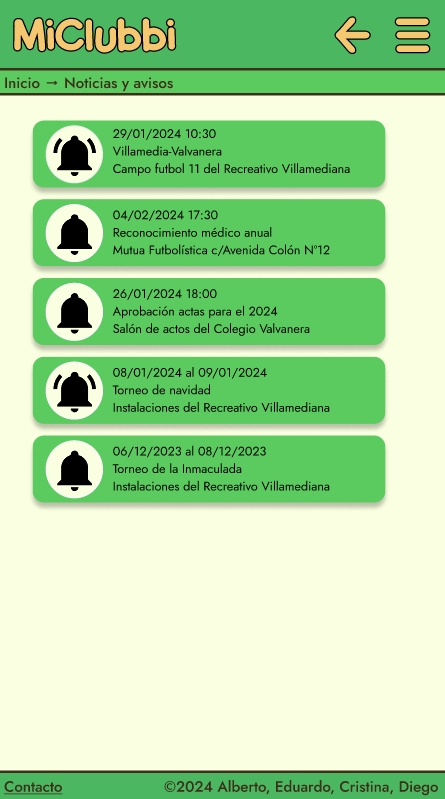 MiClubbi
Inicio → Noticias y avisos
29/01/2024 10:30
Villamedia-Valvanera
Campo futbol 11 del Recreativo Villamediana
04/02/2024 17:30
Reconocimiento médico anual
Mutua Futbolística c/Avenida Colón Nº12
26/01/2024 18:00
Aprobación actas para el 2024
Salón de actos del Colegio Valvanera
08/01/2024 al 09/01/2024
Torneo de navidad
Instalaciones del Recreativo Villamediana
06/12/2023 al 08/12/2023
Torneo de la Inmaculada
Instalaciones del Recreativo Villamediana
Contacto ©2024 Alberto, Eduardo, Cristina, Diego